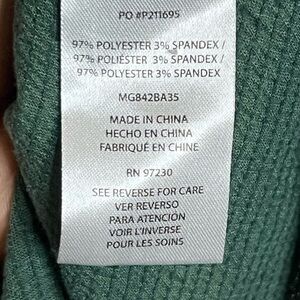 PO #P211695
97% POLYESTER 3% SPANDEX /
97% POLIÉSTER 3% SPANDEX /
97% POLYESTER 3% SPANDEX
MG842BA35
MADE IN CHINA
HECHO EN CHINA
FABRIQUÉ EN CHINE
RN 97230
SEE REVERSE FOR CARE
VER REVERSO
PARA ATENCIÓN
VOIR L'INVERSE
POUR LES SOINS